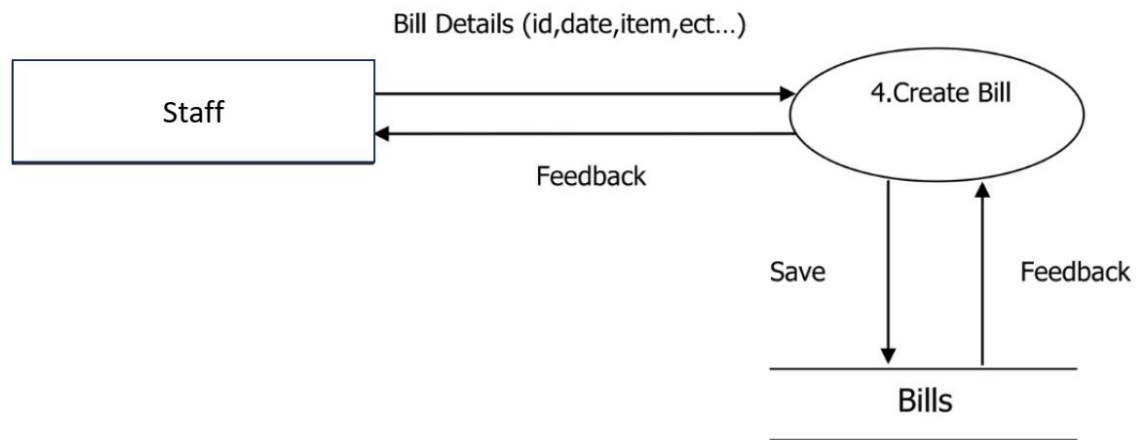 Bill Details (id,date,item,ect...)
Staff
4.Create Bill
Feedback
Save
Feedback
Bills